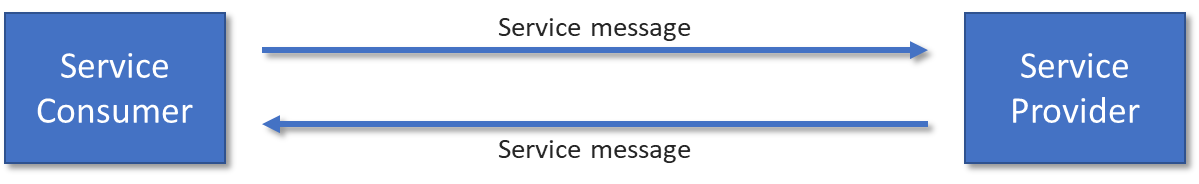 Service message
Service
Consumer
Service
Provider
Service message